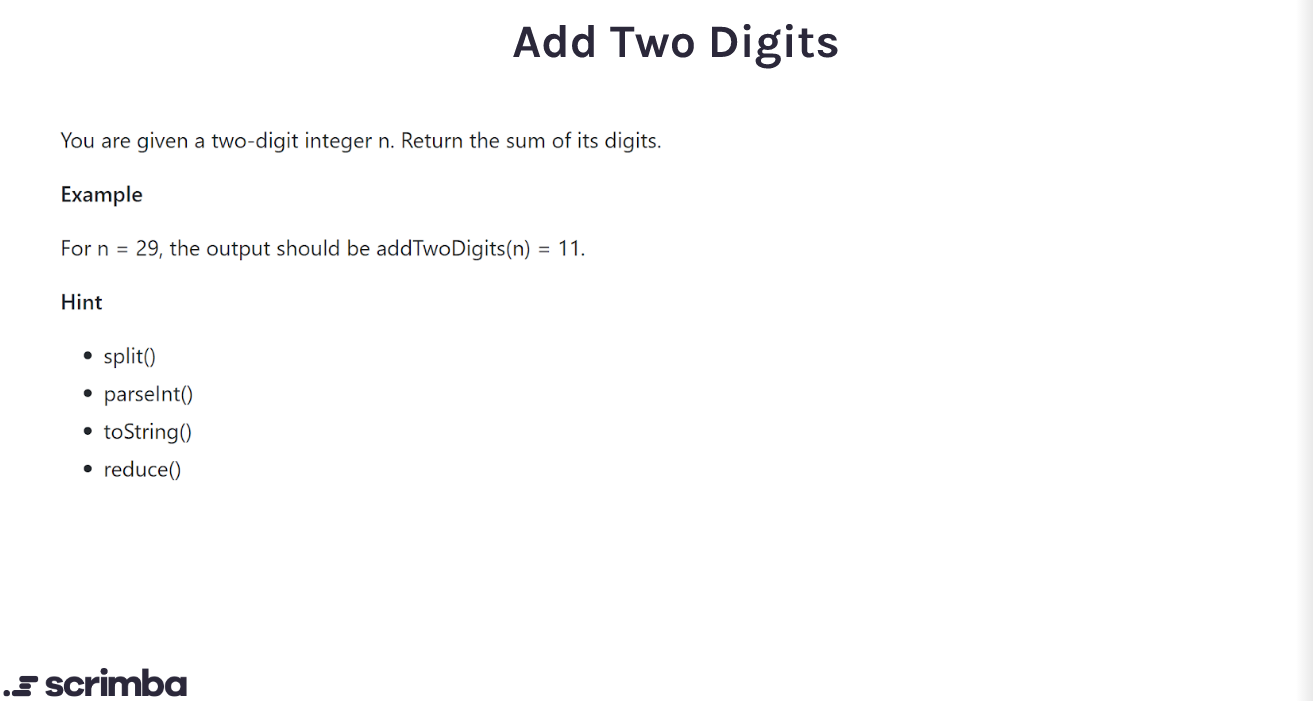 Add Two Digits
You are given a two-digit integer n. Return the sum of its digits.
Example
For n = 29, the output should be addTwoDigits(n) = 11.
Hint
• split()
• parseInt()
• toString()
• reduce()
scrimba